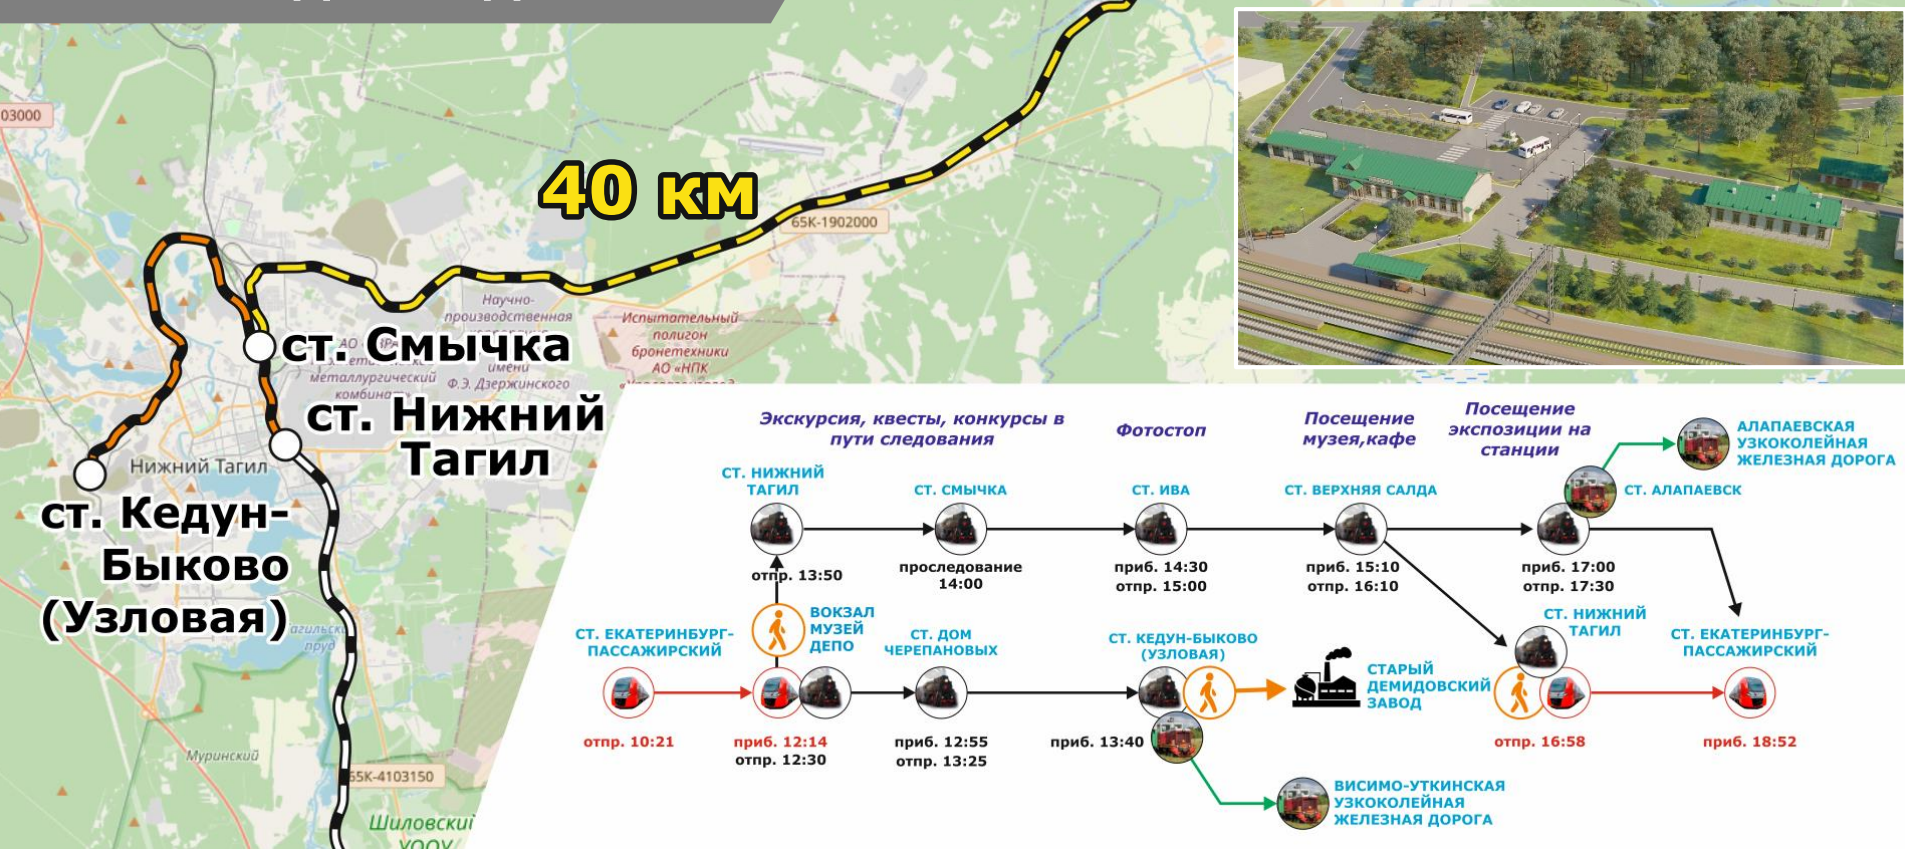 03000
40 км
65К-1902000
Научно-
производственная
Испытательный
полигон
бронетехники
АО «НПК
ст. Смычка
имени
металлургический
Ф.Э. Дзержинского
комбинат»
ст. Нижний
Тагил
Нижний Тагил
ст. Кедун-
Быково
(Узловая)
пруд
Муринский
65К-4103150
Шиловский
Экскурсия, квесты, конкурсы в
пути следования
Фотостоп
Посещение
музея,кафе
Посещение
экспозиции на
станции
АЛАПАЕВСКАЯ
УЗКОКОЛЕЙНАЯ
ЖЕЛЕЗНАЯ ДОРОГА
СТ. НИЖНИЙ
ТАГИЛ
СТ. СМЫЧКА
СТ. ИВА
СТ. ВЕРХНЯЯ САЛДА
СТ. АЛАПАЕВСК
отпр. 13:50
проследование
14:00
приб. 14:30
отпр. 15:00
приб. 15:10
отпр. 16:10
приб. 17:00
отпр. 17:30
ВОКЗАЛ
МУЗЕЙ
ДЕПО
СТ. ЕКАТЕРИНБУРГ-
ПАССАЖИРСКИЙ
СТ. ДОМ
ЧЕРЕПАНОВЫХ
СТ. КЕДУН-БЫКОВО
(УЗЛОВАЯ)
СТАРЫЙ
ДЕМИДОВСКИЙ
ЗАВОД
СТ. НИЖНИЙ
ТАГИЛ
СТ. ЕКАТЕРИНБУРГ-
ПАССАЖИРСКИЙ
отпр. 10:21
приб. 12:14
отпр. 12:30
приб. 12:55
отпр. 13:25
приб. 13:40
отпр. 16:58
приб. 18:52
ВИСИМО-УТКИНСКАЯ
УЗКОКОЛЕЙНАЯ
ЖЕЛЕЗНАЯ ДОРОГА